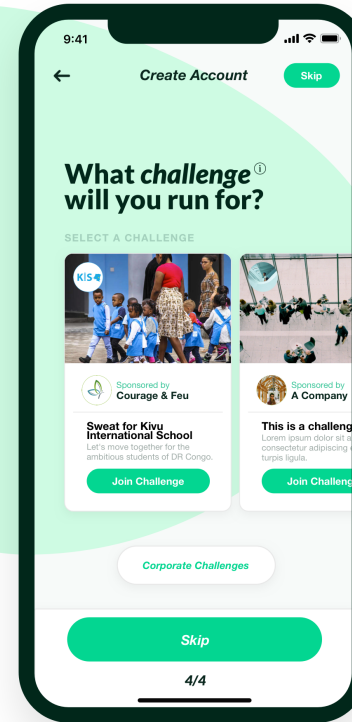 9:41
Create Account
Skip
What challenge
will you run for?
SELECT A CHALLENGE
K|S
Sponsored by
Courage & Feu
Sweat for Kivu
International School
Let's move together for the
ambitious students of DR Congo.
Join Challenge
Sponsored by
A Company
This is a challeng
Lorem ipsum dolor sit a
consectetur adipiscing
turpis ligula.
Join Challeng
Corporate Challenges
Skip
4/4